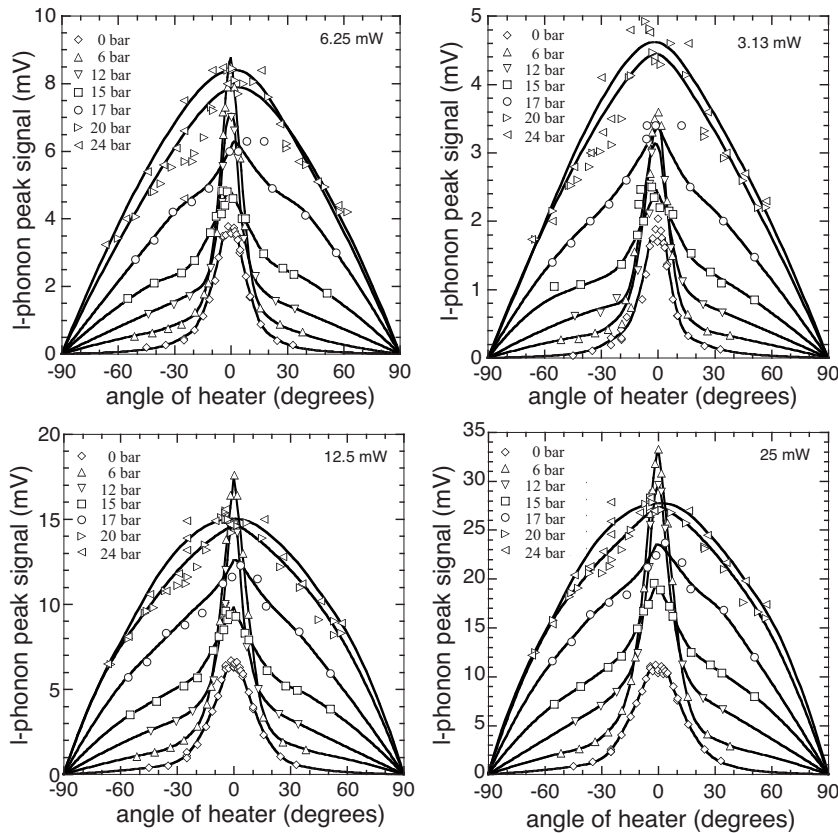 10
8
6
4
2
0
-90
-60
-30
0
30
60
90
l-phonon peak signal (mV)
angle of heater (degrees)
6.25 mW
0 bar
6 bar
12 bar
15 bar
17 bar
20 bar
24 bar
5
4
3
2
1
0
-90
-60
-30
0
30
60
90
l-phonon peak signal (mV)
angle of heater (degrees)
3.13 mW
0 bar
6 bar
12 bar
15 bar
17 bar
20 bar
24 bar
20
15
10
5
0
-90
-60
-30
0
30
60
90
l-phonon peak signal (mV)
angle of heater (degrees)
12.5 mW
0 bar
6 bar
12 bar
15 bar
17 bar
20 bar
24 bar
35
30
25
20
15
10
5
0
-90
-60
-30
0
30
60
90
l-phonon peak signal (mV)
angle of heater (degrees)
25 mW
0 bar
6 bar
12 bar
15 bar
17 bar
20 bar
24 bar